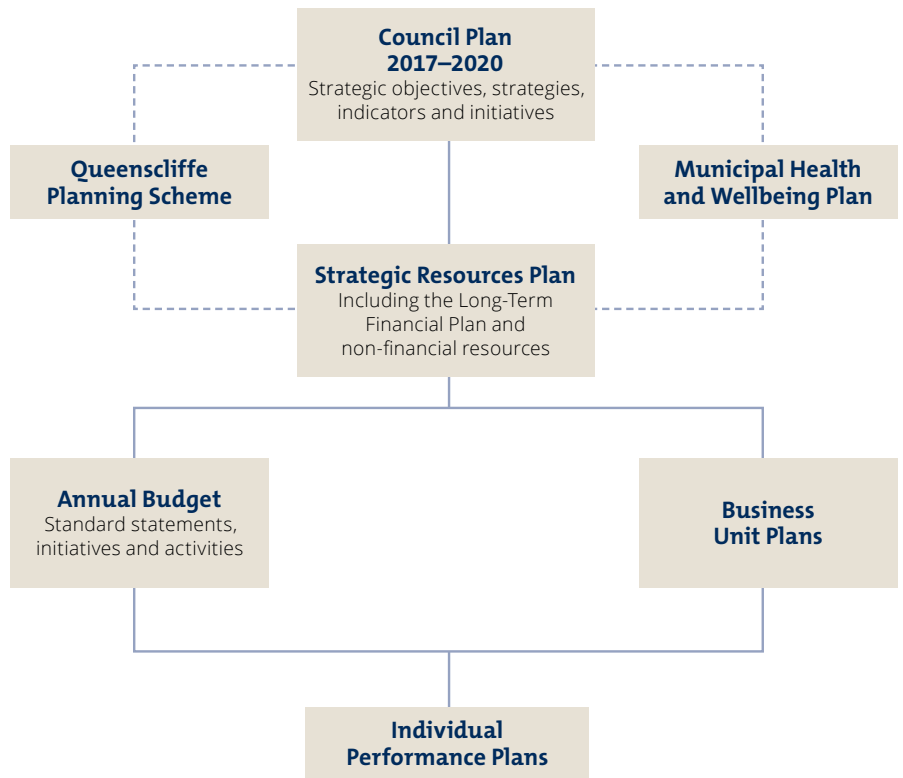 Council Plan
2017–2020
Strategic objectives, strategies,
indicators and initiatives
Queenscliffe
Planning Scheme
Municipal Health
and Wellbeing Plan
Strategic Resources Plan
Including the Long-Term
Financial Plan and
non-financial resources
Annual Budget
Standard statements,
initiatives and activities
Business
Unit Plans
Individual
Performance Plans